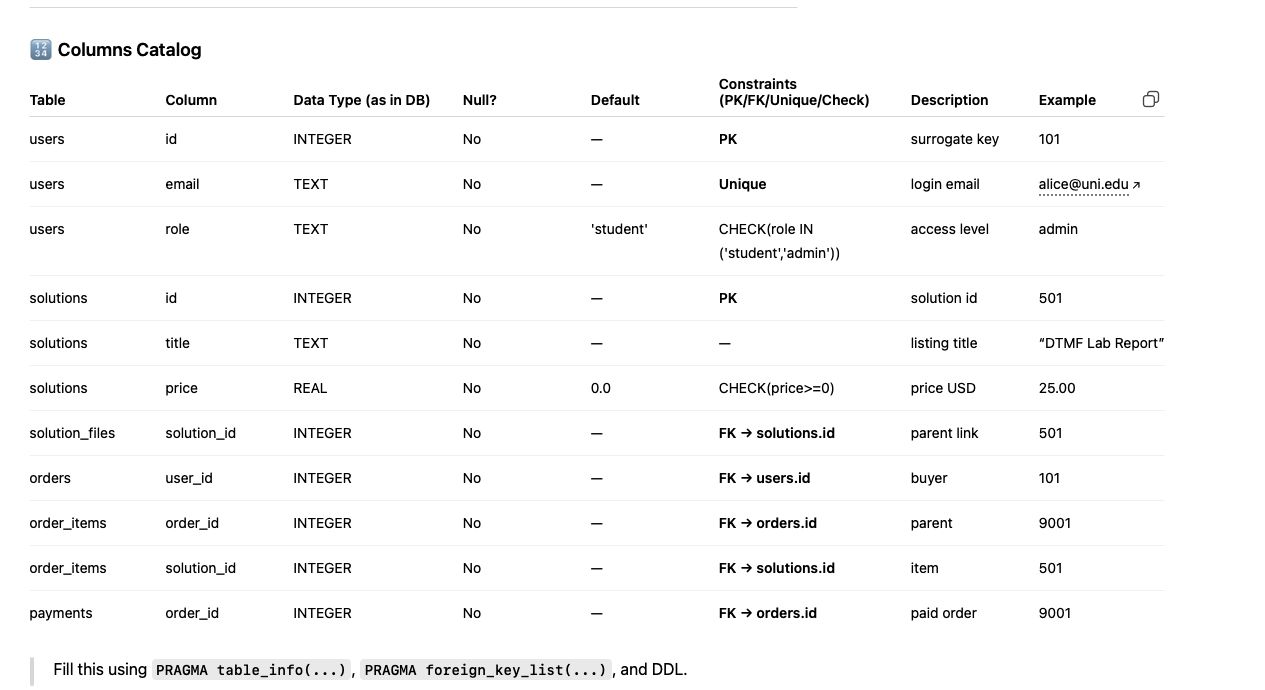 🔢 Columns Catalog
Table Column Data Type (as in DB) Null? Default Constraints (PK/FK/Unique/Check) Description Example
users id INTEGER No — PK surrogate key 101
users email TEXT No — Unique login email alice@uni.edu ↗
users role TEXT No 'student' CHECK(role IN ('student','admin')) access level admin
solutions id INTEGER No — PK solution id 501
solutions title TEXT No — — listing title “DTMF Lab Report”
solutions price REAL No 0.0 CHECK(price>=0) price USD 25.00
solution_files solution_id INTEGER No — FK → solutions.id parent link 501
orders user_id INTEGER No — FK → users.id buyer 101
order_items order_id INTEGER No — FK → orders.id parent 9001
order_items solution_id INTEGER No — FK → solutions.id item 501
payments order_id INTEGER No — FK → orders.id paid order 9001
Fill this using PRAGMA table_info(...), PRAGMA foreign_key_list(...), and DDL.